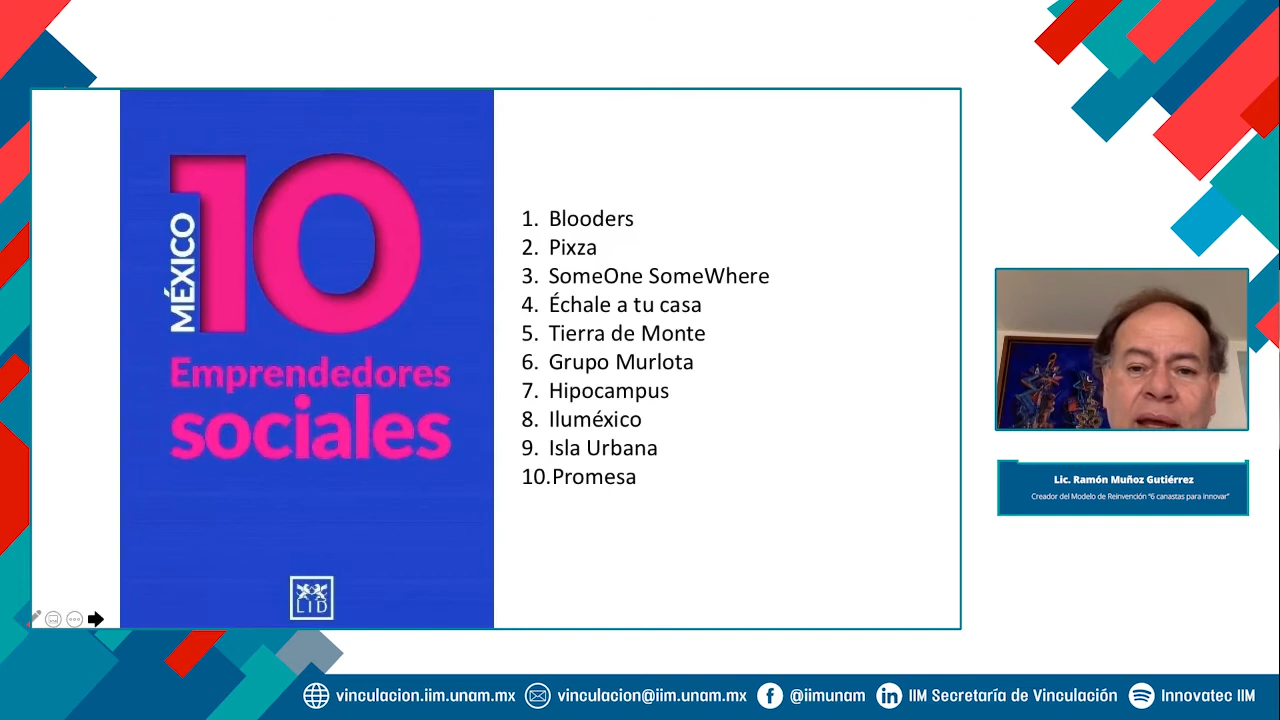 MÉXICO
10
Emprendedores
sociales
LID
1. Blooders
2. Pixza
3. SomeOne SomeWhere
4. Échale a tu casa
5. Tierra de Monte
6. Grupo Murlota
7. Hipocampus
8. Iluméxico
9. Isla Urbana
10.Promesa
Lic. Ramón Muñoz Gutiérrez
Creador del Modelo de Reinvención "6 canastas para innovar"
vinculacion.iim.unam.mx
vinculacion@iim.unam.mx
@iimunam
IIM Secretaría de Vinculación
Innovatec IIM